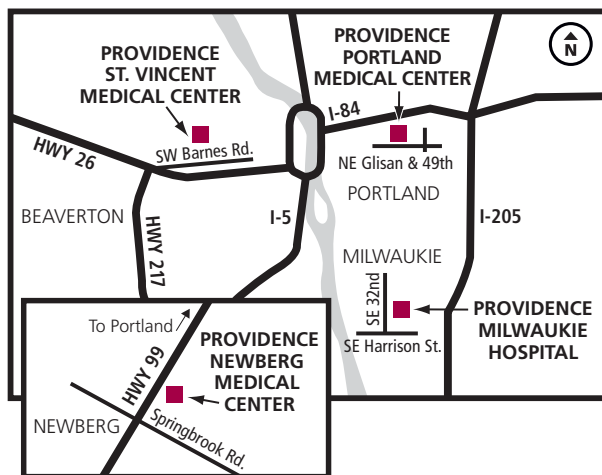 PROVIDENCE
ST. VINCENT
MEDICAL CENTER
PROVIDENCE
PORTLAND
MEDICAL CENTER
N
I-84
HWY 26
SW Barnes Rd.
NE Glisan & 49th
PORTLAND
BEAVERTON
I-5
I-205
HWY 217
MILWAUKIE
SE 32nd
SE Harrison St.
PROVIDENCE
MILWAUKIE
HOSPITAL
To Portland
HWY 99
PROVIDENCE
NEWBERG
MEDICAL
CENTER
NEWBERG
Springbrook Rd.